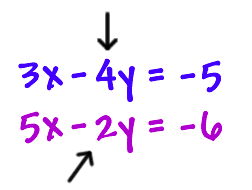 3x - 4y = -5
5x - 2y = -6